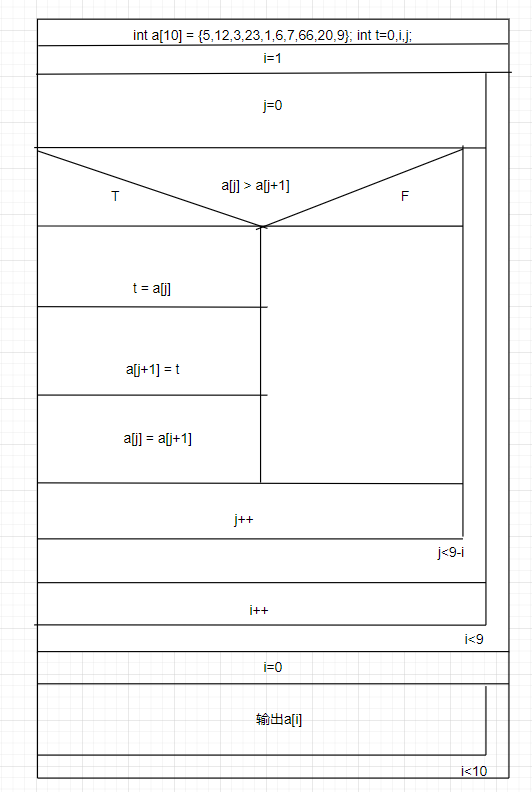 int a[10] = {5,12,3,23,1,6,7,66,20,9}; int t=0,i,j;
i=1
j=0
a[j] > a[j+1]
T
F
t = a[j]
a[j+1] = t
a[j] = a[j+1]
j++
j<9-i
i++
i<9
i=0
输出a[i]
i<10